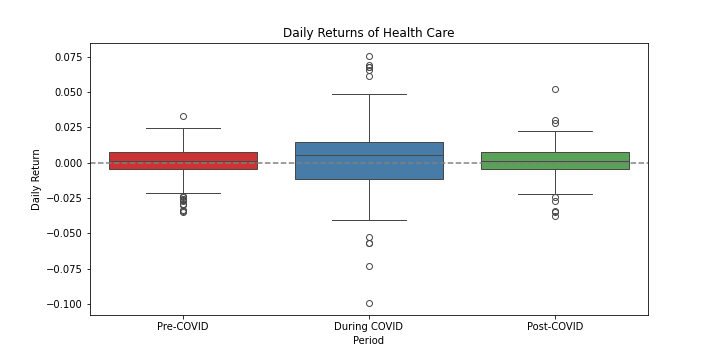 Daily Returns of Health Care
Daily Return
0.075
0.050
0.025
0.000
−0.025
−0.050
−0.075
−0.100
Pre-COVID
During COVID
Post-COVID
Period